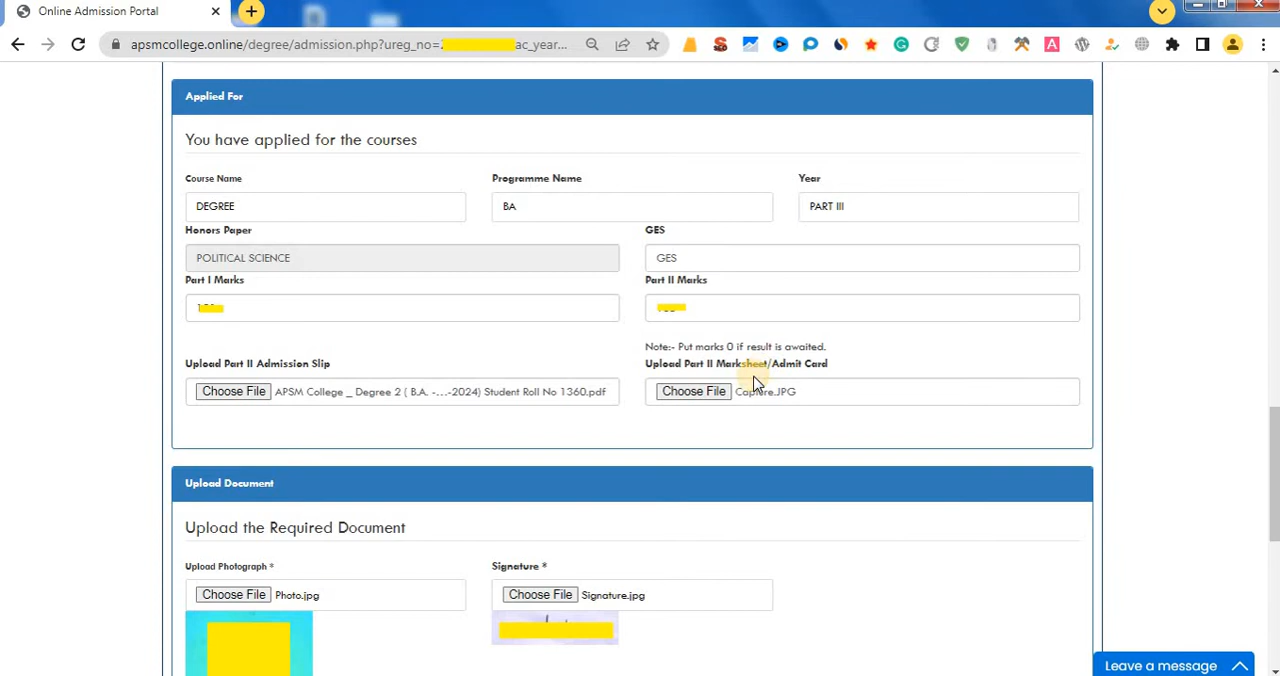 Online Admission Portal
apsmcollege.online/degree/admission.php?ureg_no= ac_year...
Applied For
You have applied for the courses
Course Name Programme Name Year
DEGREE BA PART III
Honors Paper GES
POLITICAL SCIENCE GES
Part I Marks Part II Marks
Note:- Put marks 0 if result is awaited.
Upload Part II Admission Slip Upload Part II Marksheet/Admit Card
Choose File APSM College _ Degree 2 ( B.A. -...-2024) Student Roll No 1360.pdf Choose File Capture.JPG
Upload Document
Upload the Required Document
Upload Photograph * Signature *
Choose File Photo.jpg Choose File Signature.jpg
Leave a message